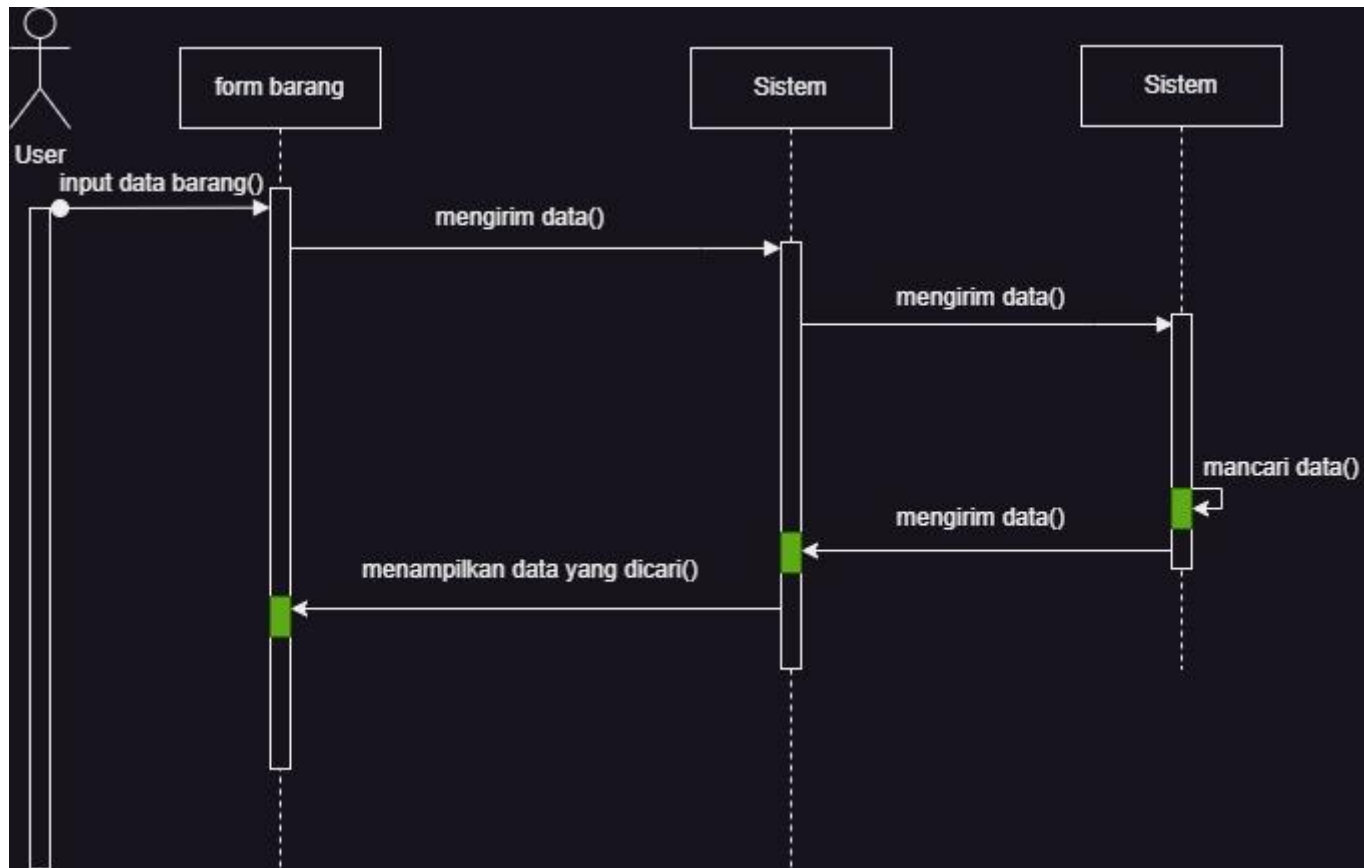 form barang
Sistem
Sistem
User
input data barang()
mengirim data()
mengirim data()
mancari data()
mengirim data()
menampilkan data yang dicari()